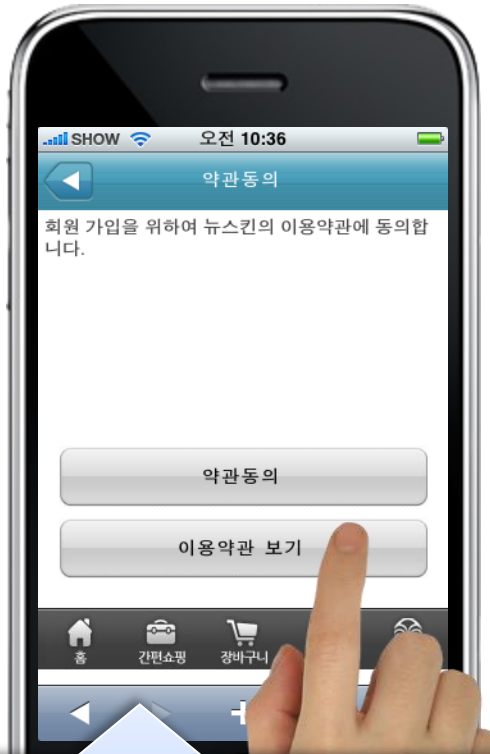 SHOW 오전 10:36
약관동의
회원 가입을 위하여 뉴스킨의 이용약관에 동의합
니다.
약관동의
이용약관 보기
홈 간편쇼핑 장바구니